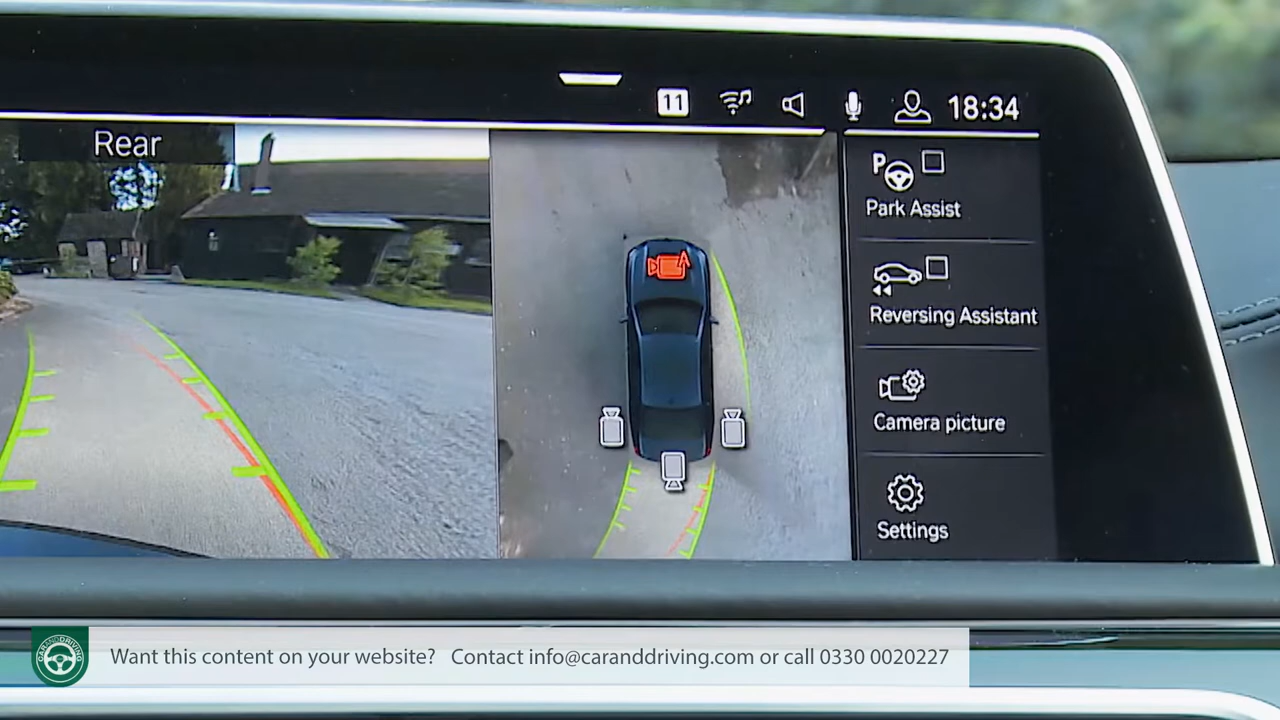 11
18:34
Rear
P
Park Assist
Reversing Assistant
Camera picture
Settings
A
CARANDDRIVING
Want this content on your website? Contact info@caranddriving.com or call 0330 0020227